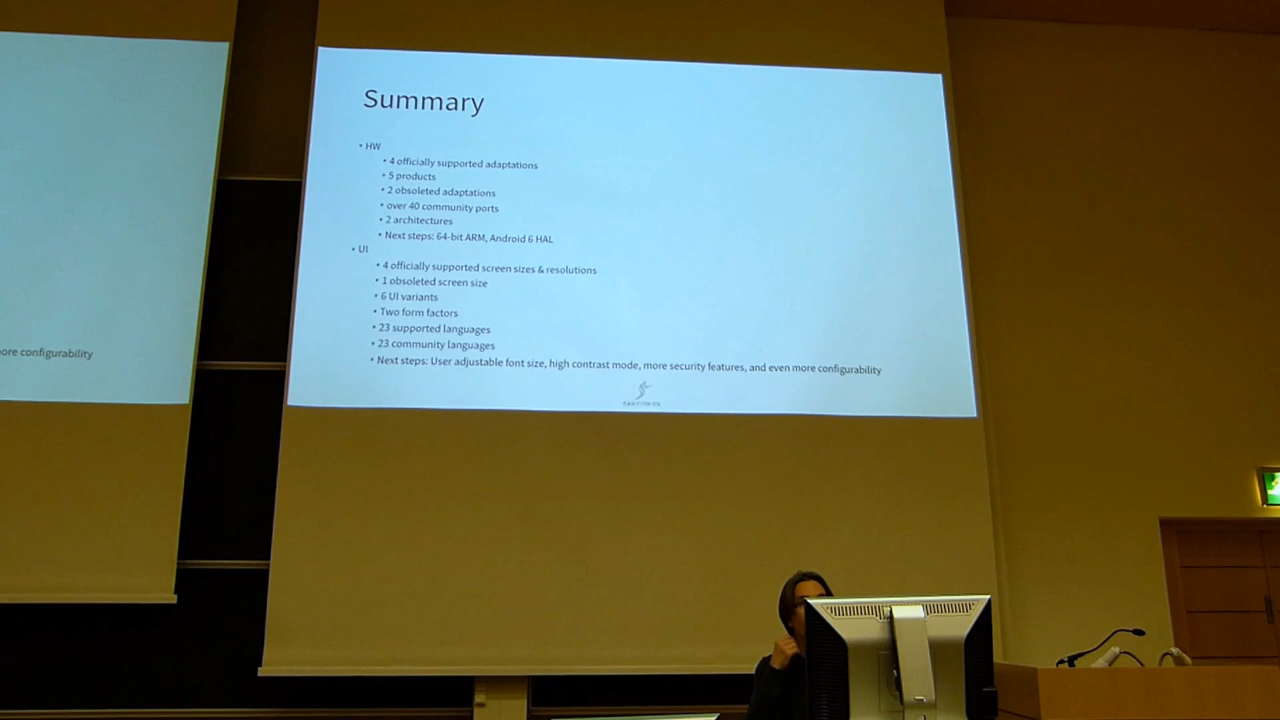 Summary
• HW
• 4 officially supported adaptations
• 5 products
• 2 obsoleted adaptations
• over 40 community ports
• 2 architectures
• Next steps: 64-bit ARM, Android 6 HAL
• UI
• 4 officially supported screen sizes & resolutions
• 1 obsoleted screen size
• 6 UI variants
• Two form factors
• 23 supported languages
• 23 community languages
• Next steps: User adjustable font size, high contrast mode, more security features, and even more configurability
SAILFISH OS
ore configurability